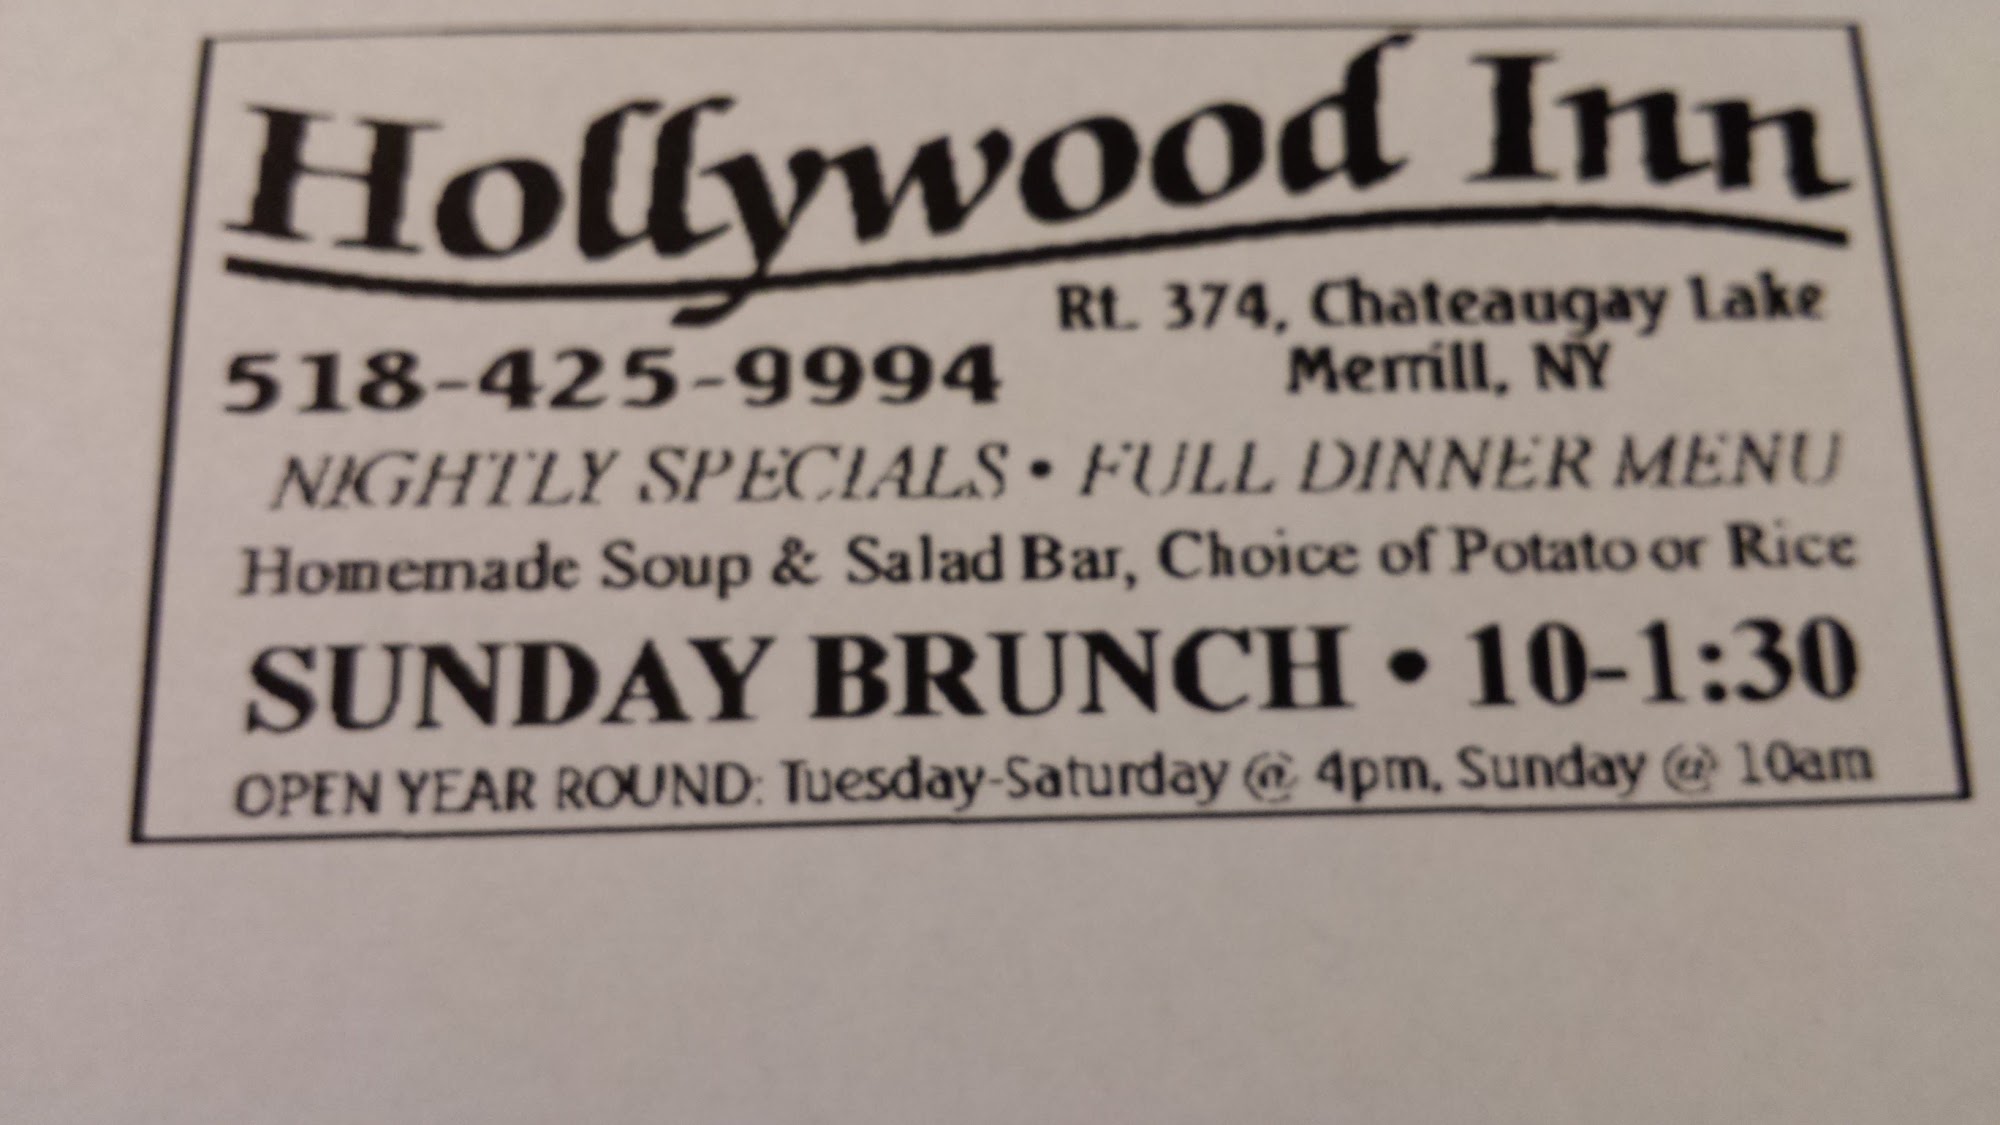 Hollywood Inn
Rt. 374, Chateaugay Lake
Merrill, NY
518-425-9994
NIGHTLY SPECIALS • FULL DINNER MENU
Homemade Soup & Salad Bar, Choice of Potato or Rice
SUNDAY BRUNCH • 10-1:30
OPEN YEAR ROUND: Tuesday-Saturday @ 4pm, Sunday @ 10am